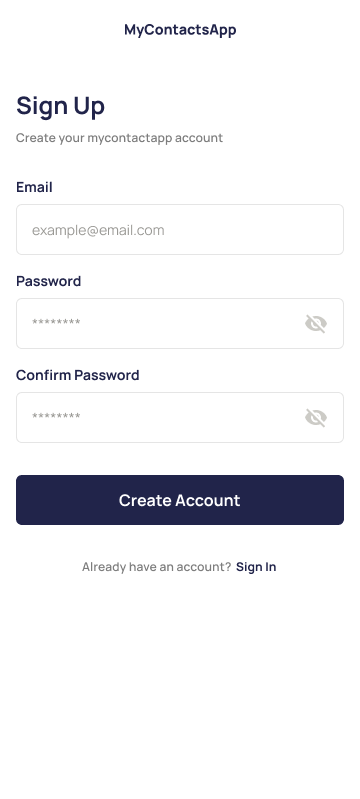 MyContactsApp
Sign Up
Create your mycontactapp account
Email
example@email.com
Password
********
Confirm Password
********
Create Account
Already have an account? Sign In